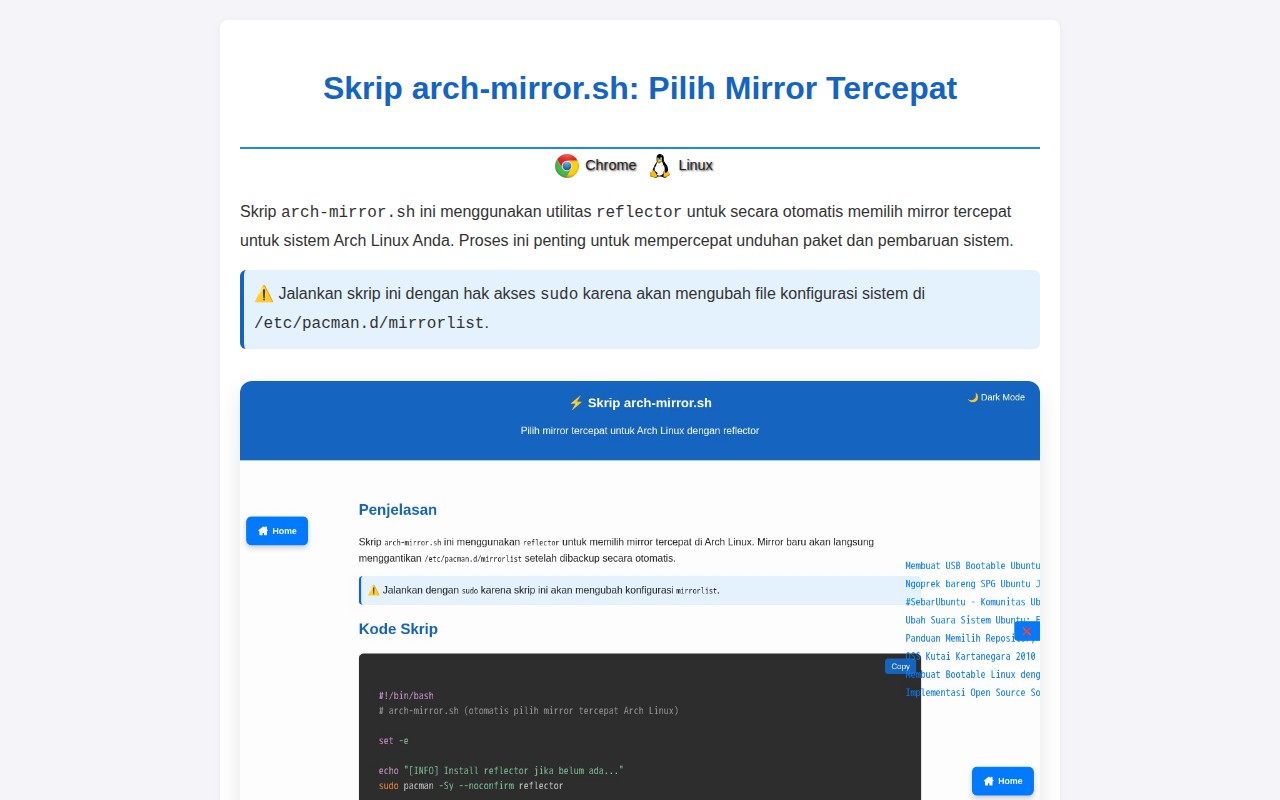 Skrip arch-mirror.sh: Pilih Mirror Tercepat
Chrome Linux
Skrip arch-mirror.sh ini menggunakan utilitas reflector untuk secara otomatis memilih mirror tercepat
untuk sistem Arch Linux Anda. Proses ini penting untuk mempercepat unduhan paket dan pembaruan sistem.
⚠️ Jalankan skrip ini dengan hak akses sudo karena akan mengubah file konfigurasi sistem di
/etc/pacman.d/mirrorlist.
⚡ Skrip arch-mirror.sh
🌙 Dark Mode
Pilih mirror tercepat untuk Arch Linux dengan reflector
Penjelasan
Home
Skrip arch-mirror.sh ini menggunakan reflector untuk memilih mirror tercepat di Arch Linux. Mirror baru akan langsung
menggantikan /etc/pacman.d/mirrorlist setelah dibackup secara otomatis.
⚠️ Jalankan dengan sudo karena skrip ini akan mengubah konfigurasi mirrorlist.
Membuat USB Bootable Ubuntu
Ngoprek bareng SPG Ubuntu J
#SebarUbuntu - Komunitas Ub
Ubah Suara Sistem Ubuntu:
Panduan Memilih
Kutai Kartanegara 2010
Membuat Bootable Linux deng
Implementasi Open Source So
Kode Skrip
Copy
#!/bin/bash
# arch-mirror.sh (otomatis pilih mirror tercepat Arch Linux)
set -e
echo "[INFO] Install reflector jika belum ada..."
sudo pacman -Sy --noconfirm reflector
Home